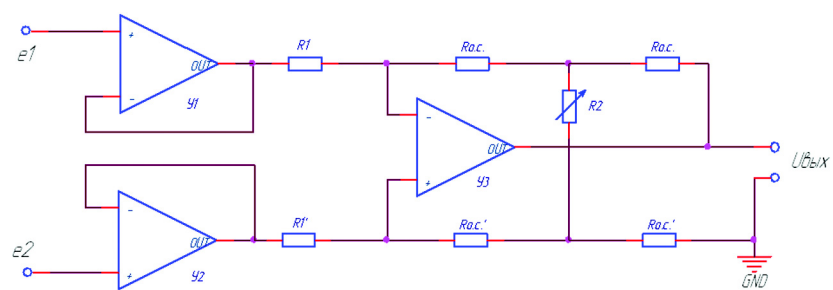 e1
+
-
OUT
У1
R1
Rо.с.
Rо.с.
R2
-
+
OUT
У3
Uвых
e2
-
+
OUT
У2
R1'
Rо.с.'
Rо.с.'
GND